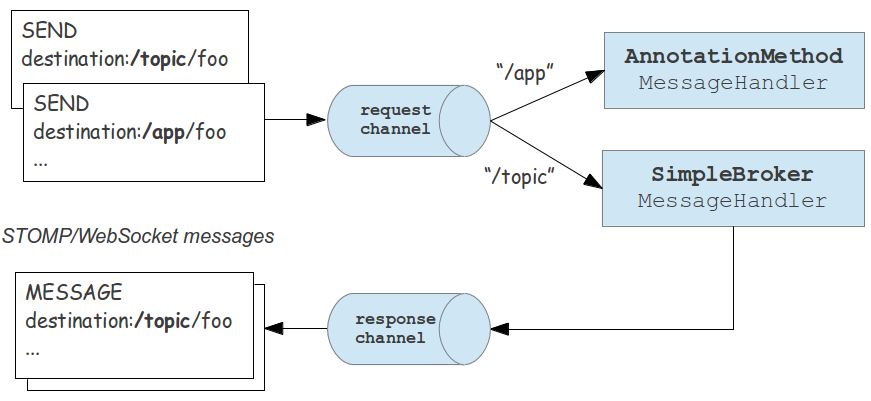 SEND
destination:/topic/foo
SEND
destination:/app/foo
...
request
channel
“/app”
“/topic”
AnnotationMethod
MessageHandler
SimpleBroker
MessageHandler
STOMP/WebSocket messages
MESSAGE
destination:/topic/foo
...
response
channel